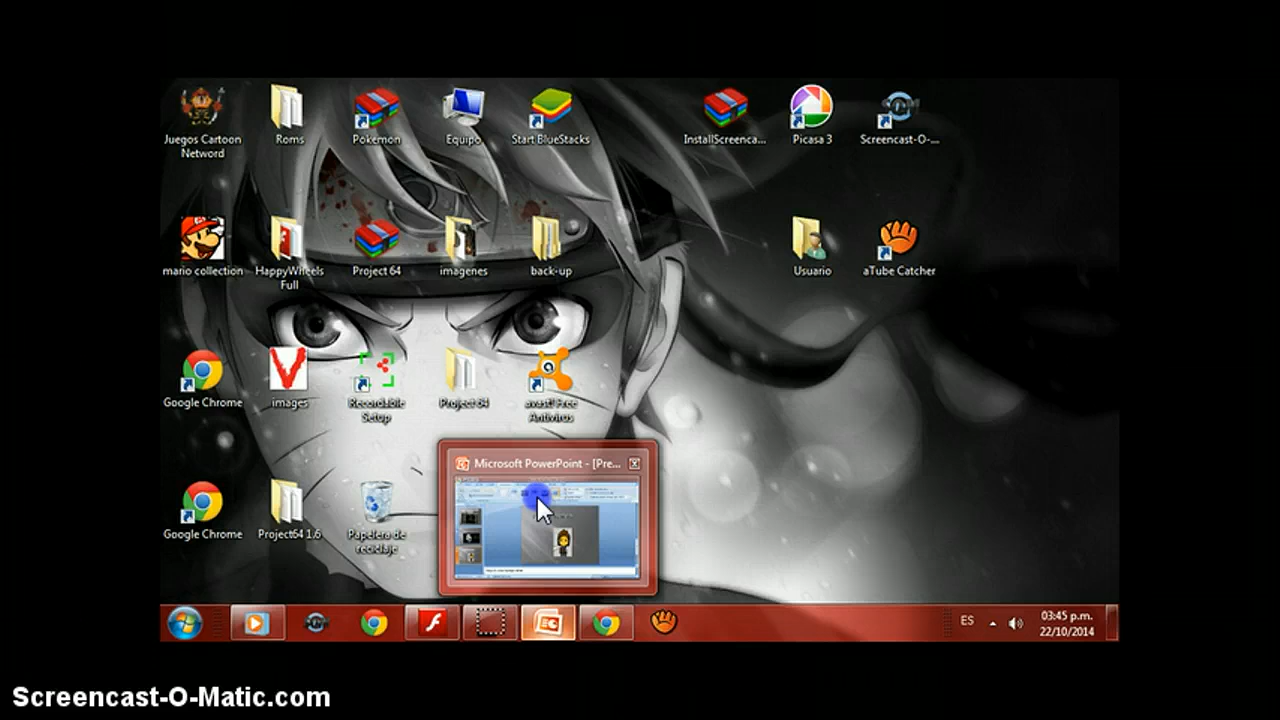 Juegos Cartoon
Netword
Roms
Pokemon
Equipo
Start BlueStacks
InstallScreenca...
Picasa 3
Screencast-O-...
mario collection
HappyWheels
Full
Project 64
imagenes
back-up
Usuario
aTube Catcher
Google Chrome
images
Recordable
Setup
Project 64
avast! Free
Antivirus
Microsoft PowerPoint - [Pre...
Google Chrome
Project64 1.6
Papelera de
reciclaje
ES
03:45 p.m.
22/10/2014
Screencast-O-Matic.com